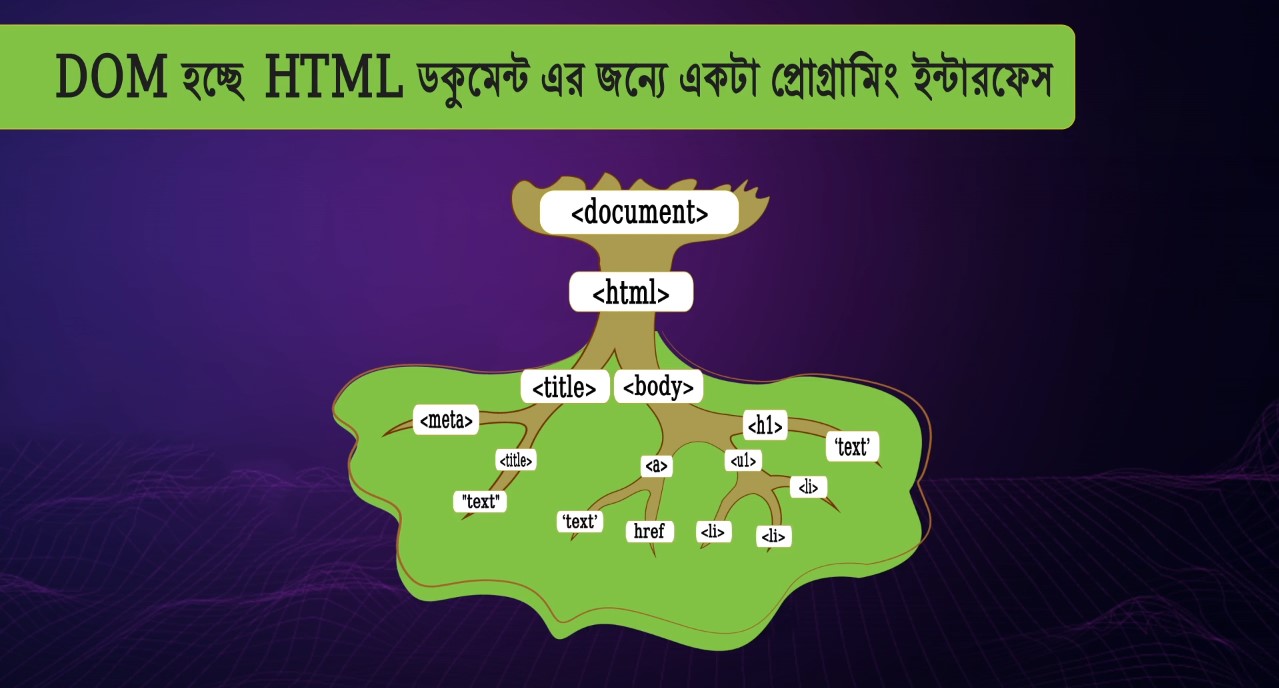 DOM হচ্ছে HTML ডকুমেন্ট এর জন্যে একটা প্রোগ্রামিং ইন্টারফেস
<document>
<html>
<title> <body>
<meta> <h1>
‘text’
<title> <a> <u1>
<li>
"text"
‘text’ href <li> <li>